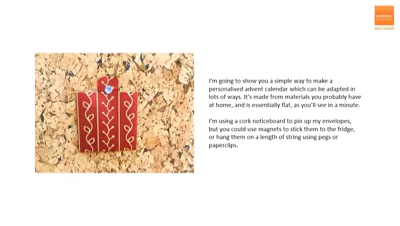 I'm going to show you a simple way to make a
personalised advent calendar which can be adapted in
lots of ways. It's made from materials you probably have
at home, and is essentially flat, as you'll see in a minute.
I'm using a cork noticeboard to pin up my envelopes,
but you could use magnets to stick them to the fridge,
or hang them on a length of string using pegs or
paperclips.